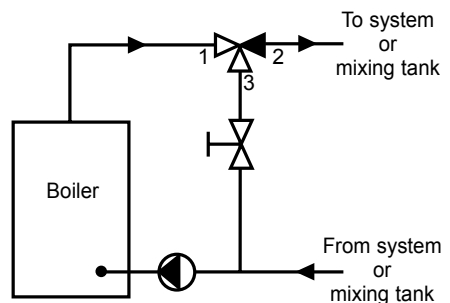 To system
or
mixing tank
1
2
3
Boiler
From system
or
mixing tank